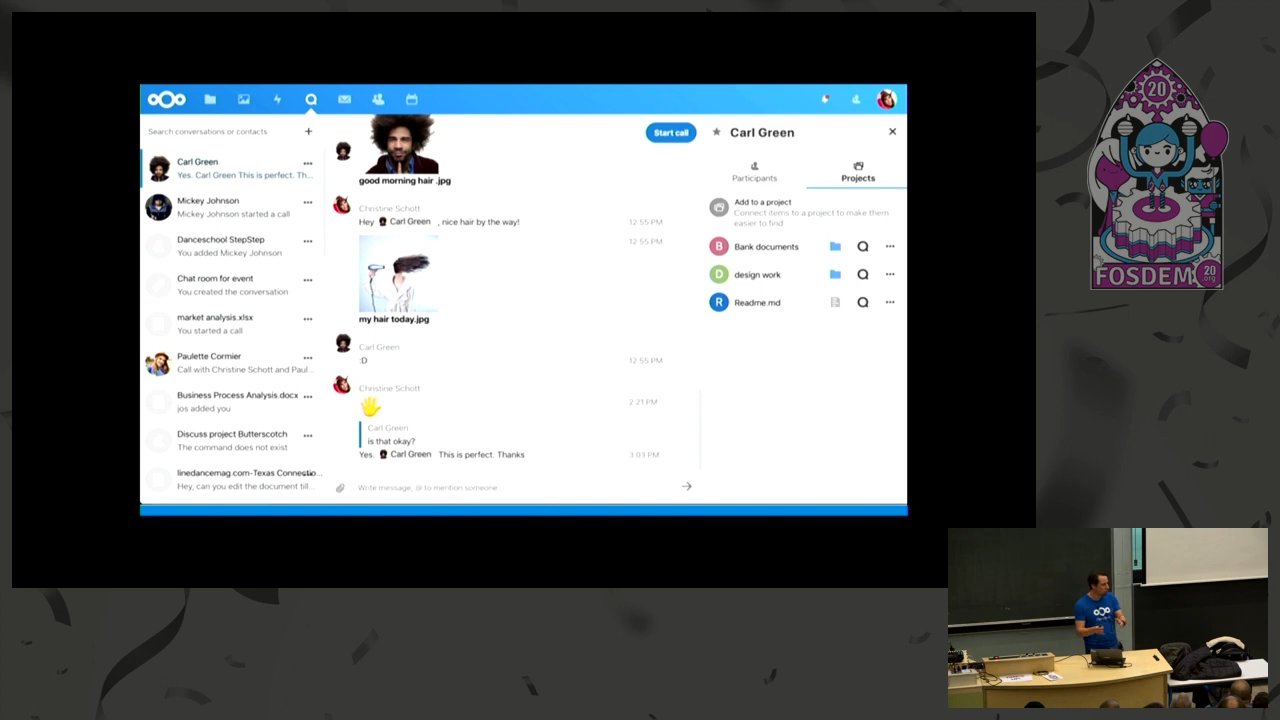 Search conversations or contacts
+
Carl Green
Yes. Carl Green This is perfect. Th...
Mickey Johnson
Mickey Johnson started a call
Danceschool StepStep
You added Mickey Johnson
Chat room for event
You created the conversation
market analysis.xlsx
You started a call
Paulette Cormier
Call with Christine Schott and Paul...
Business Process Analysis.docx
jos added you
Discuss project Butterscotch
The command does not exist
linedancemag.com-Texas Connectio...
Hey, can you edit the document till...
Start call
good morning hair .jpg
Christine Schott
Hey Carl Green , nice hair by the way!
12:55 PM
12:55 PM
my hair today.jpg
Carl Green
:D
12:55 PM
Christine Schott
2:21 PM
Carl Green
is that okay?
Yes. Carl Green This is perfect. Thanks
3:03 PM
Write message, @ to mention someone
Carl Green
Participants
Projects
Add to a project
Connect items to a project to make them
easier to find
B Bank documents
D design work
R Readme.md
20
FOSDEM
20
.org